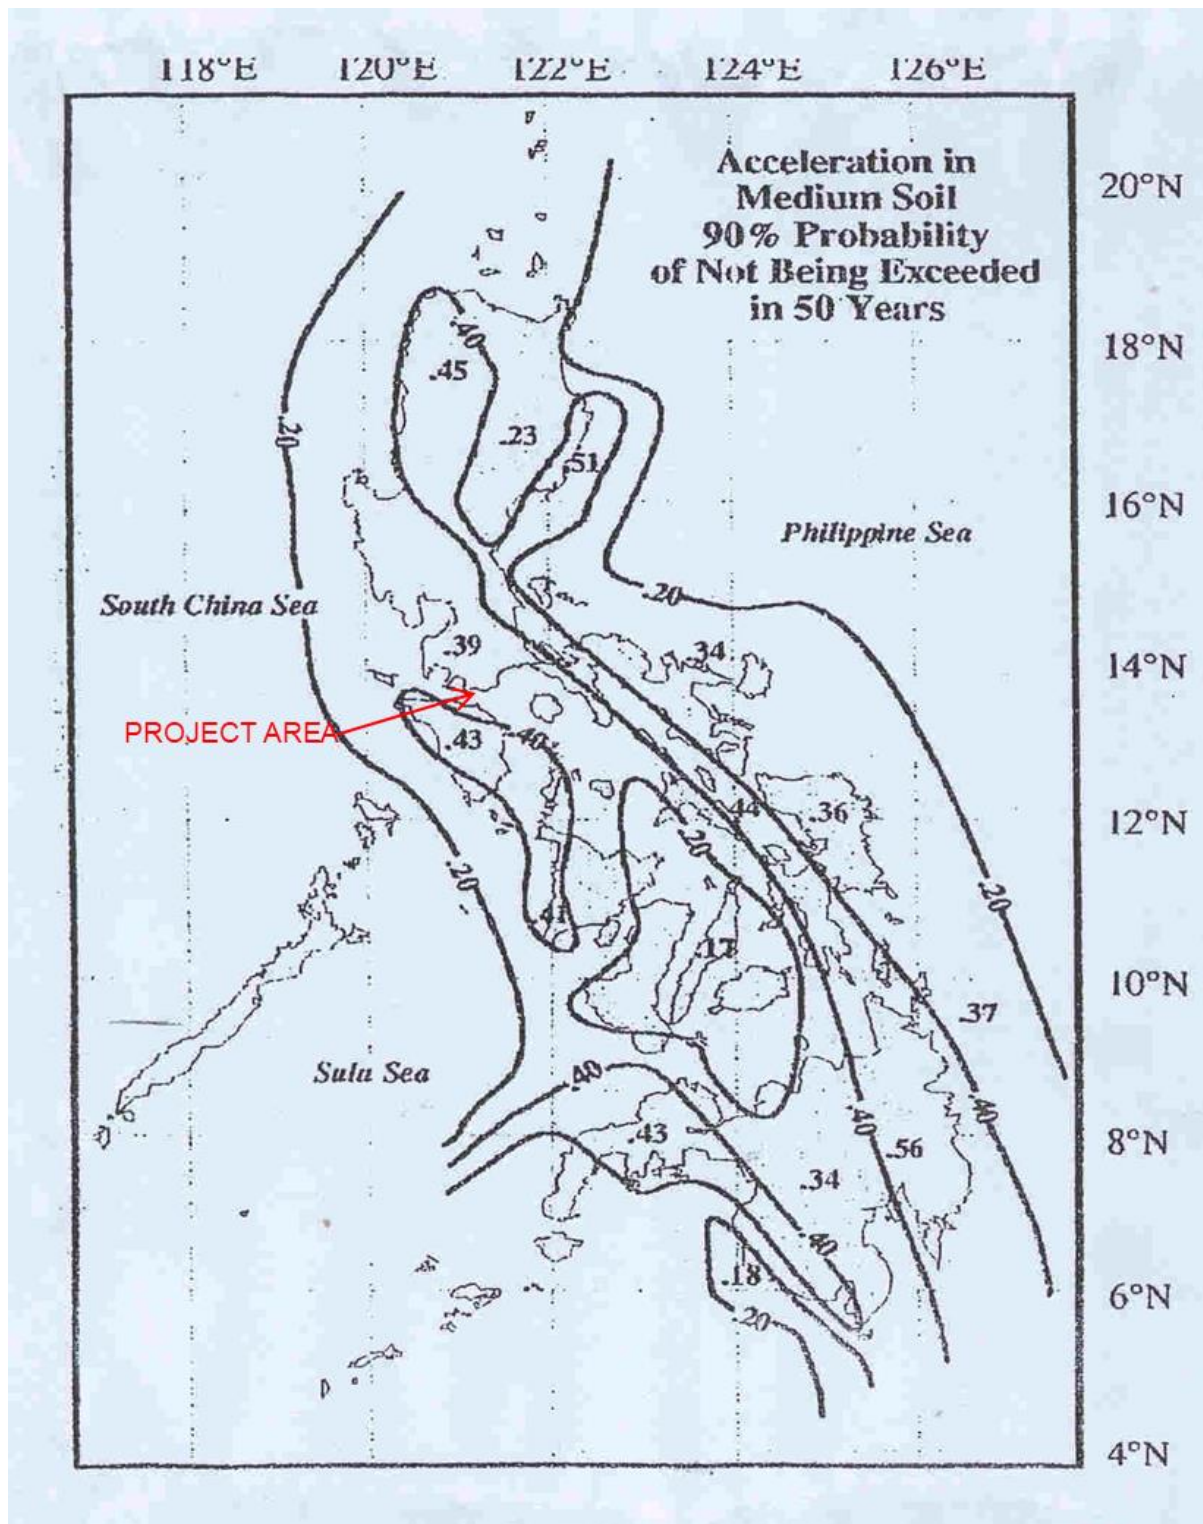 118°E 120°E 122°E 124°E 126°E
Acceleration in
Medium Soil
90% Probability
of Not Being Exceeded
in 50 Years
20°N
18°N
16°N
14°N
12°N
10°N
8°N
6°N
4°N
.40
.45
.20
.23
.51
Philippine Sea
South China Sea
.20
.39
.34
PROJECT AREA
.43
.40
.44
.36
.20
.20
.20
.41
.17
.37
Sulu Sea
.40
.40
.40
.43
.56
.34
.40
.18
.20